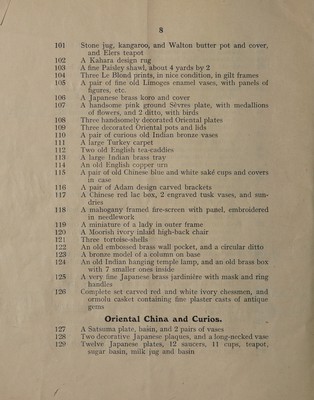 8
101 Stone jug, kangaroo, and Walton butter pot and cover,
and Elers teapot
102 A Kahara design rug
103 A fine Paisley shawl, about 4 yards by 2
104 Three Le Blond prints, in nice condition, in gilt frames
105 A pair of fine old Limoges enamel vases, with panels of
figures, etc.
106 A Japanese brass koro and cover
107 A handsome pink ground Sèvres plate, with medallions
of flowers, and 2 ditto, with birds
108 Three handsomely decorated Oriental plates
109 Three decorated Oriental pots and lids
110 A pair of curious old Indian bronze vases
111 A large Turkey carpet
112 Two old English tea-caddies
113 A large Indian brass tray
114 An old English copper urn
115 A pair of old Chinese blue and white saké cups and covers
in case
116 A pair of Adam design carved brackets
117 A Chinese red lac box, 2 engraved tusk vases, and sun-
dries
118 A mahogany framed fire-screen with panel, embroidered
in needlework
119 A miniature of a lady in outer frame
120 A Moorish ivory inlaid high-back chair
121 Three tortoise-shells
122 An old embossed brass wall pocket, and a circular ditto
123 A bronze model of a column on base
124 An old Indian hanging temple lamp, and an old brass box
with 7 smaller ones inside
125 A very fine Japanese brass jardinière with mask and ring
handles
126 Complete set carved red and white ivory chessmen, and
ormolu casket containing fine plaster casts of antique
gems
Oriental China and Curios.
127 A Satsuma plate, basin, and 2 pairs of vases
128 Two decorative Japanese plaques, and a long-necked vase
129 Twelve Japanese plates, 12 saucers, 11 cups, teapot,
sugar basin, milk jug and basin